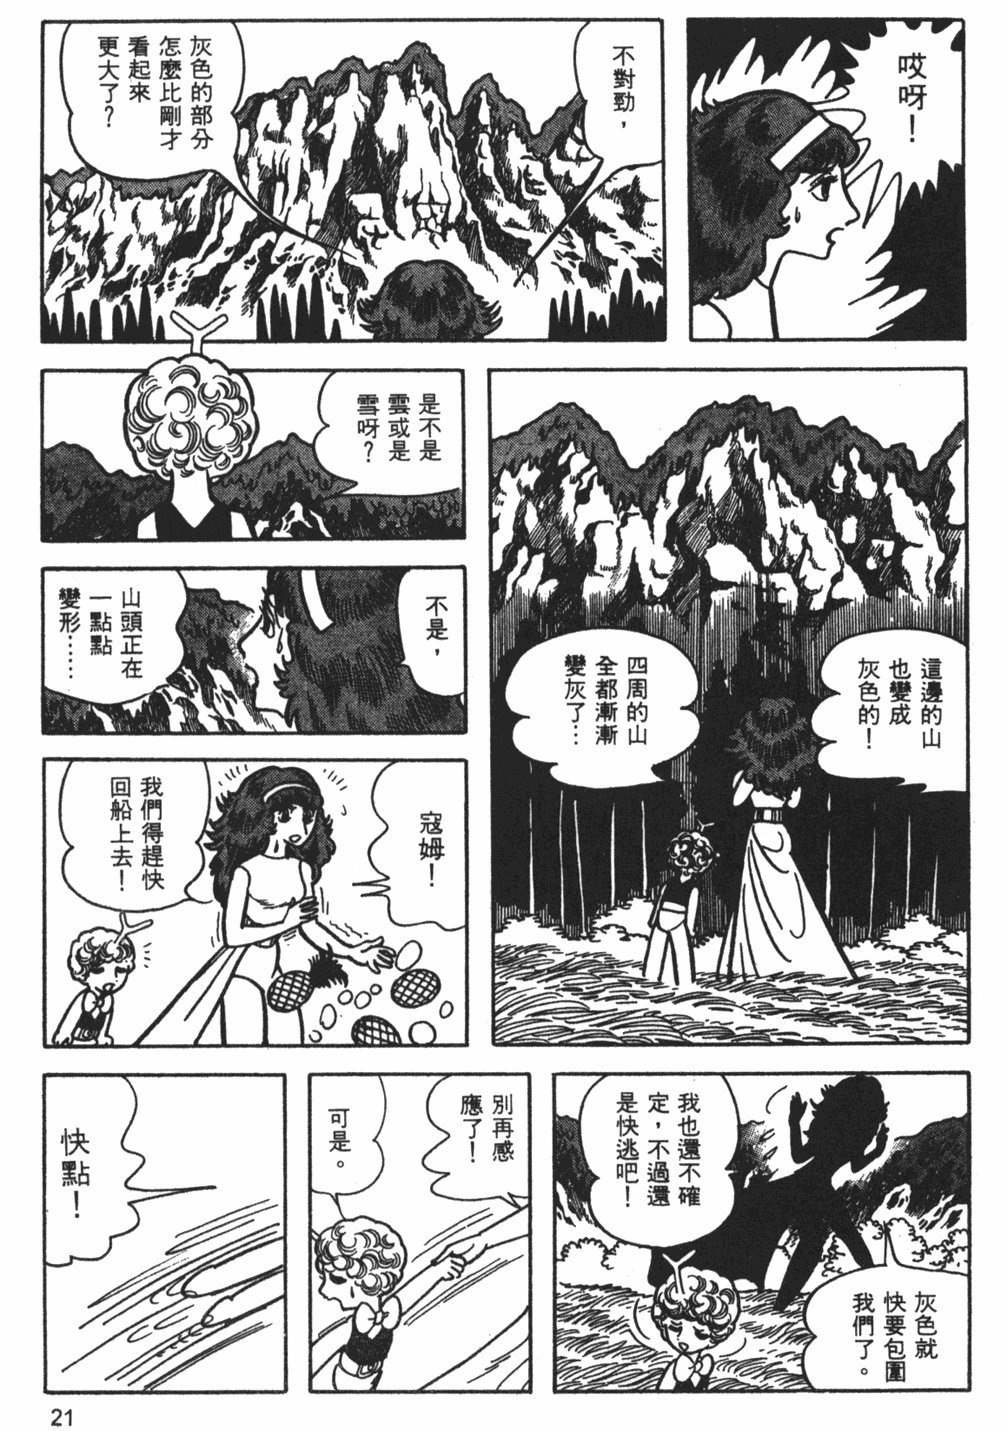 哎呀！
不對勁，
灰色的部分
怎麼比剛才
看起來
更大了？
這邊的山
也變成
灰色的！
四周的山
全都漸漸
變灰了…
是不是
雲或是
雪呀？
不是，
山頭正在
一點點
變形……
寇姆！
我們得趕快
回船上去！
灰色就
快要包圍
我們了。
我也還不確
定，不過還
是快逃吧！
別再感
應了！
可是。
快點！
21